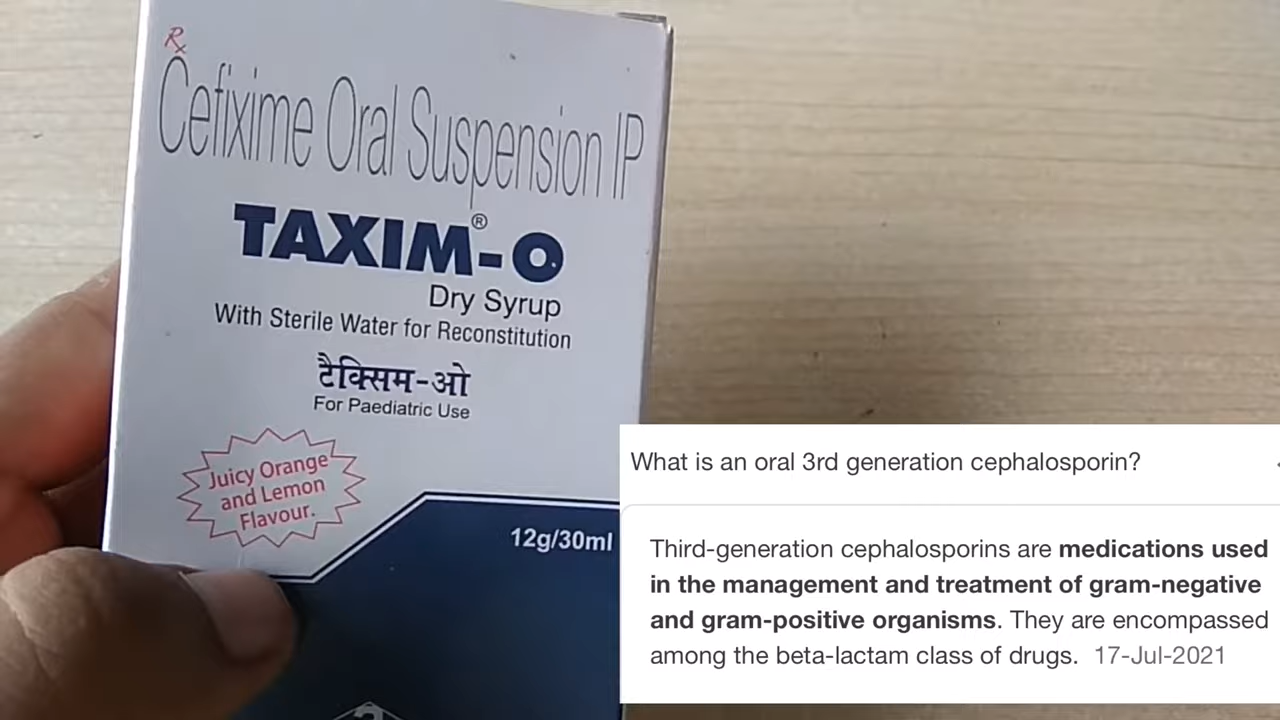 Rx
Cefixime Oral Suspension IP
TAXIM®-O
Dry Syrup
With Sterile Water for Reconstitution
टैक्सिम-ओ
For Paediatric Use
Juicy Orange
and Lemon
Flavour.
12g/30ml
What is an oral 3rd generation cephalosporin?
Third-generation cephalosporins are medications used
in the management and treatment of gram-negative
and gram-positive organisms. They are encompassed
among the beta-lactam class of drugs. 17-Jul-2021